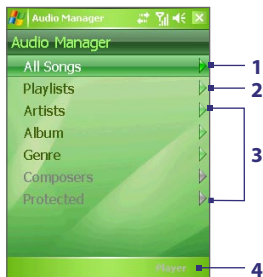 Audio Manager
Audio Manager
All Songs
1
Playlists
2
Artists
Album
Genre
3
Composers
Protected
Player
4